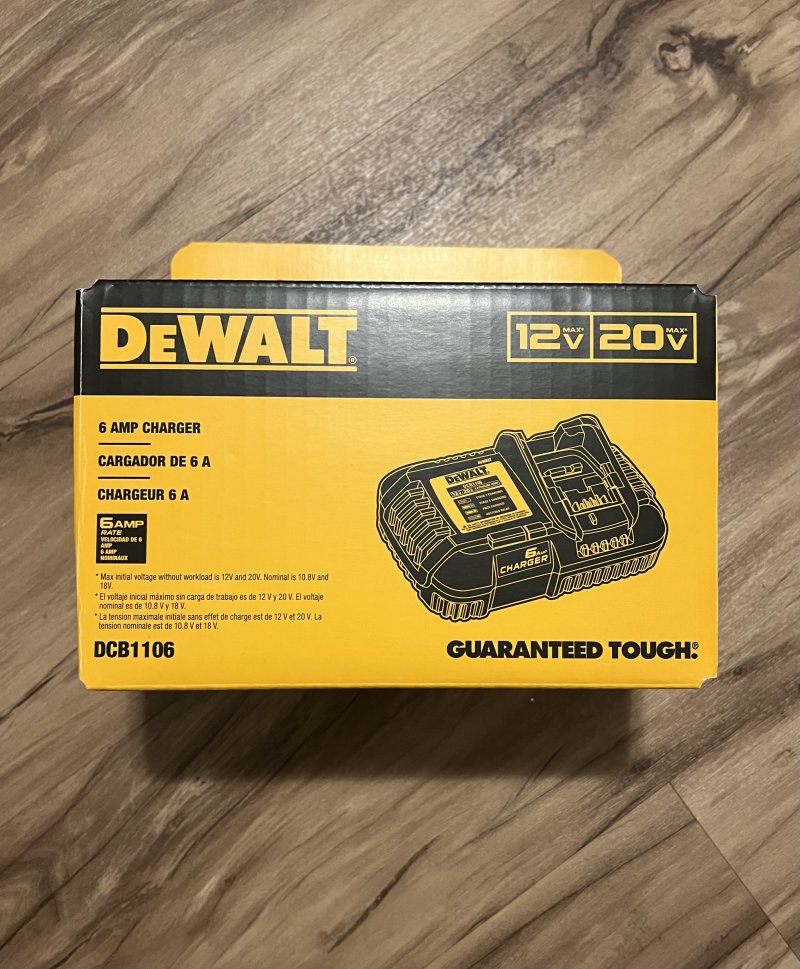 DEWALT®
12V MAX* 20V MAX*
6 AMP CHARGER
CARGADOR DE 6 A
CHARGEUR 6 A
6 AMP
RATE
VELOCIDAD DE 6
AMP
6 AMP
NOMINAUX
* Max initial voltage without workload is 12V and 20V. Nominal is 10.8V and
18V.
* El voltaje inicial máximo sin carga de trabajo es de 12 V y 20 V. El voltaje
nominal es de 10.8 V y 18 V.
* La tension maximale initiale sans effet de charge est de 12 V et 20 V. La
tension nominale est de 10.8 V et 18 V.
DCB1106
GUARANTEED TOUGH.®
DEWALT
DCB1106
6 AMP
CHARGER